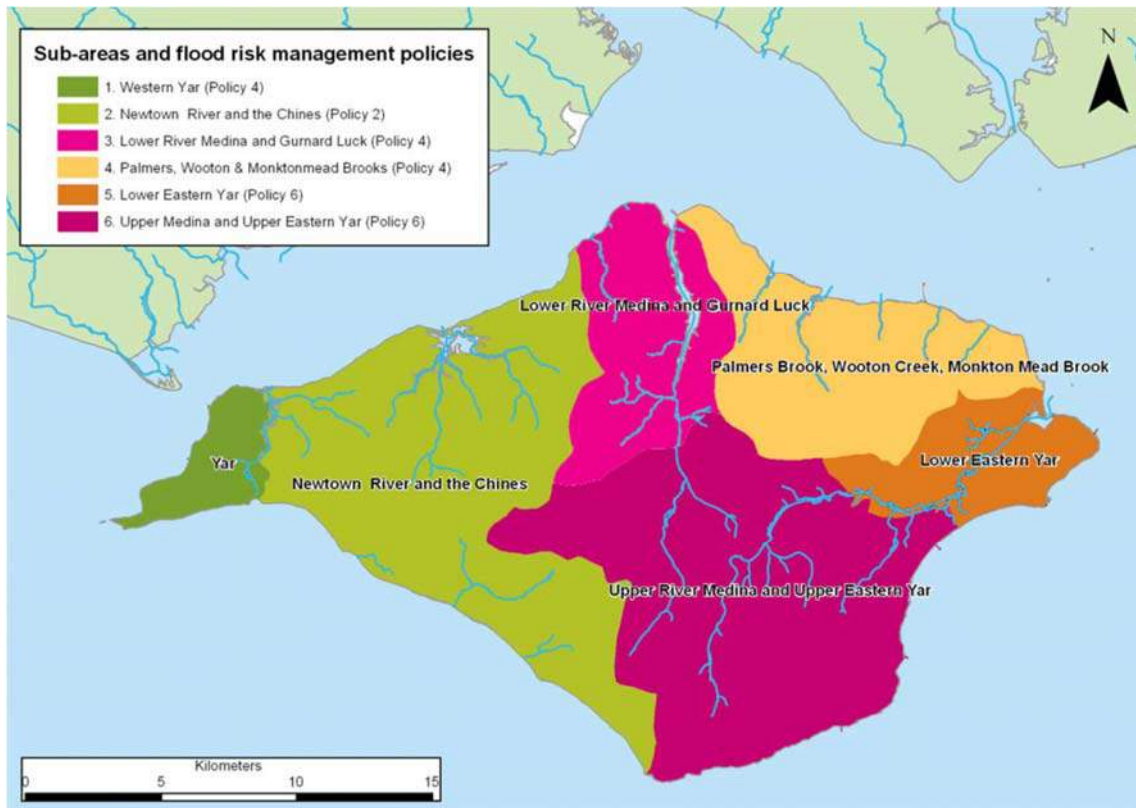 Sub-areas and flood risk management policies
1. Western Yar (Policy 4)
2. Newtown River and the Chines (Policy 2)
3. Lower River Medina and Gurnard Luck (Policy 4)
4. Palmers, Wooton & Monktonmead Brooks (Policy 4)
5. Lower Eastern Yar (Policy 6)
6. Upper Medina and Upper Eastern Yar (Policy 6)
N
Lower River Medina and Gurnard Luck
Palmers Brook, Wooton Creek, Monkton Mead Brook
Yar
Lower Eastern Yar
Newtown River and the Chines
Upper River Medina and Upper Eastern Yar
Kilometers
0 5 10 15